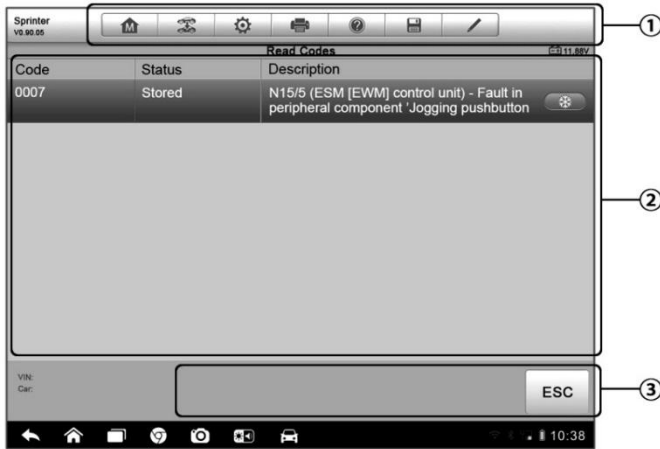 Sprinter
V0.90.05
M
Read Codes
11.88V
Code Status Description
0007 Stored N15/5 (ESM [EWM] control unit) - Fault in
peripheral component 'Jogging pushbutton
VIN:
Car:
ESC
10:38
①
②
③